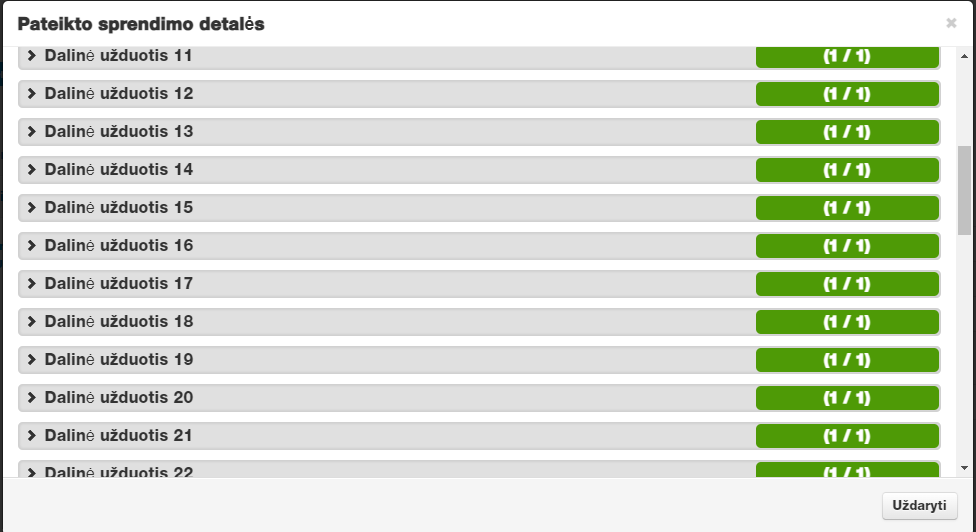 Pateikto sprendimo detalės
×
Dalinė užduotis 11 (1 / 1)
Dalinė užduotis 12 (1 / 1)
Dalinė užduotis 13 (1 / 1)
Dalinė užduotis 14 (1 / 1)
Dalinė užduotis 15 (1 / 1)
Dalinė užduotis 16 (1 / 1)
Dalinė užduotis 17 (1 / 1)
Dalinė užduotis 18 (1 / 1)
Dalinė užduotis 19 (1 / 1)
Dalinė užduotis 20 (1 / 1)
Dalinė užduotis 21 (1 / 1)
Dalinė užduotis 22 (1 / 1)
Uždaryti